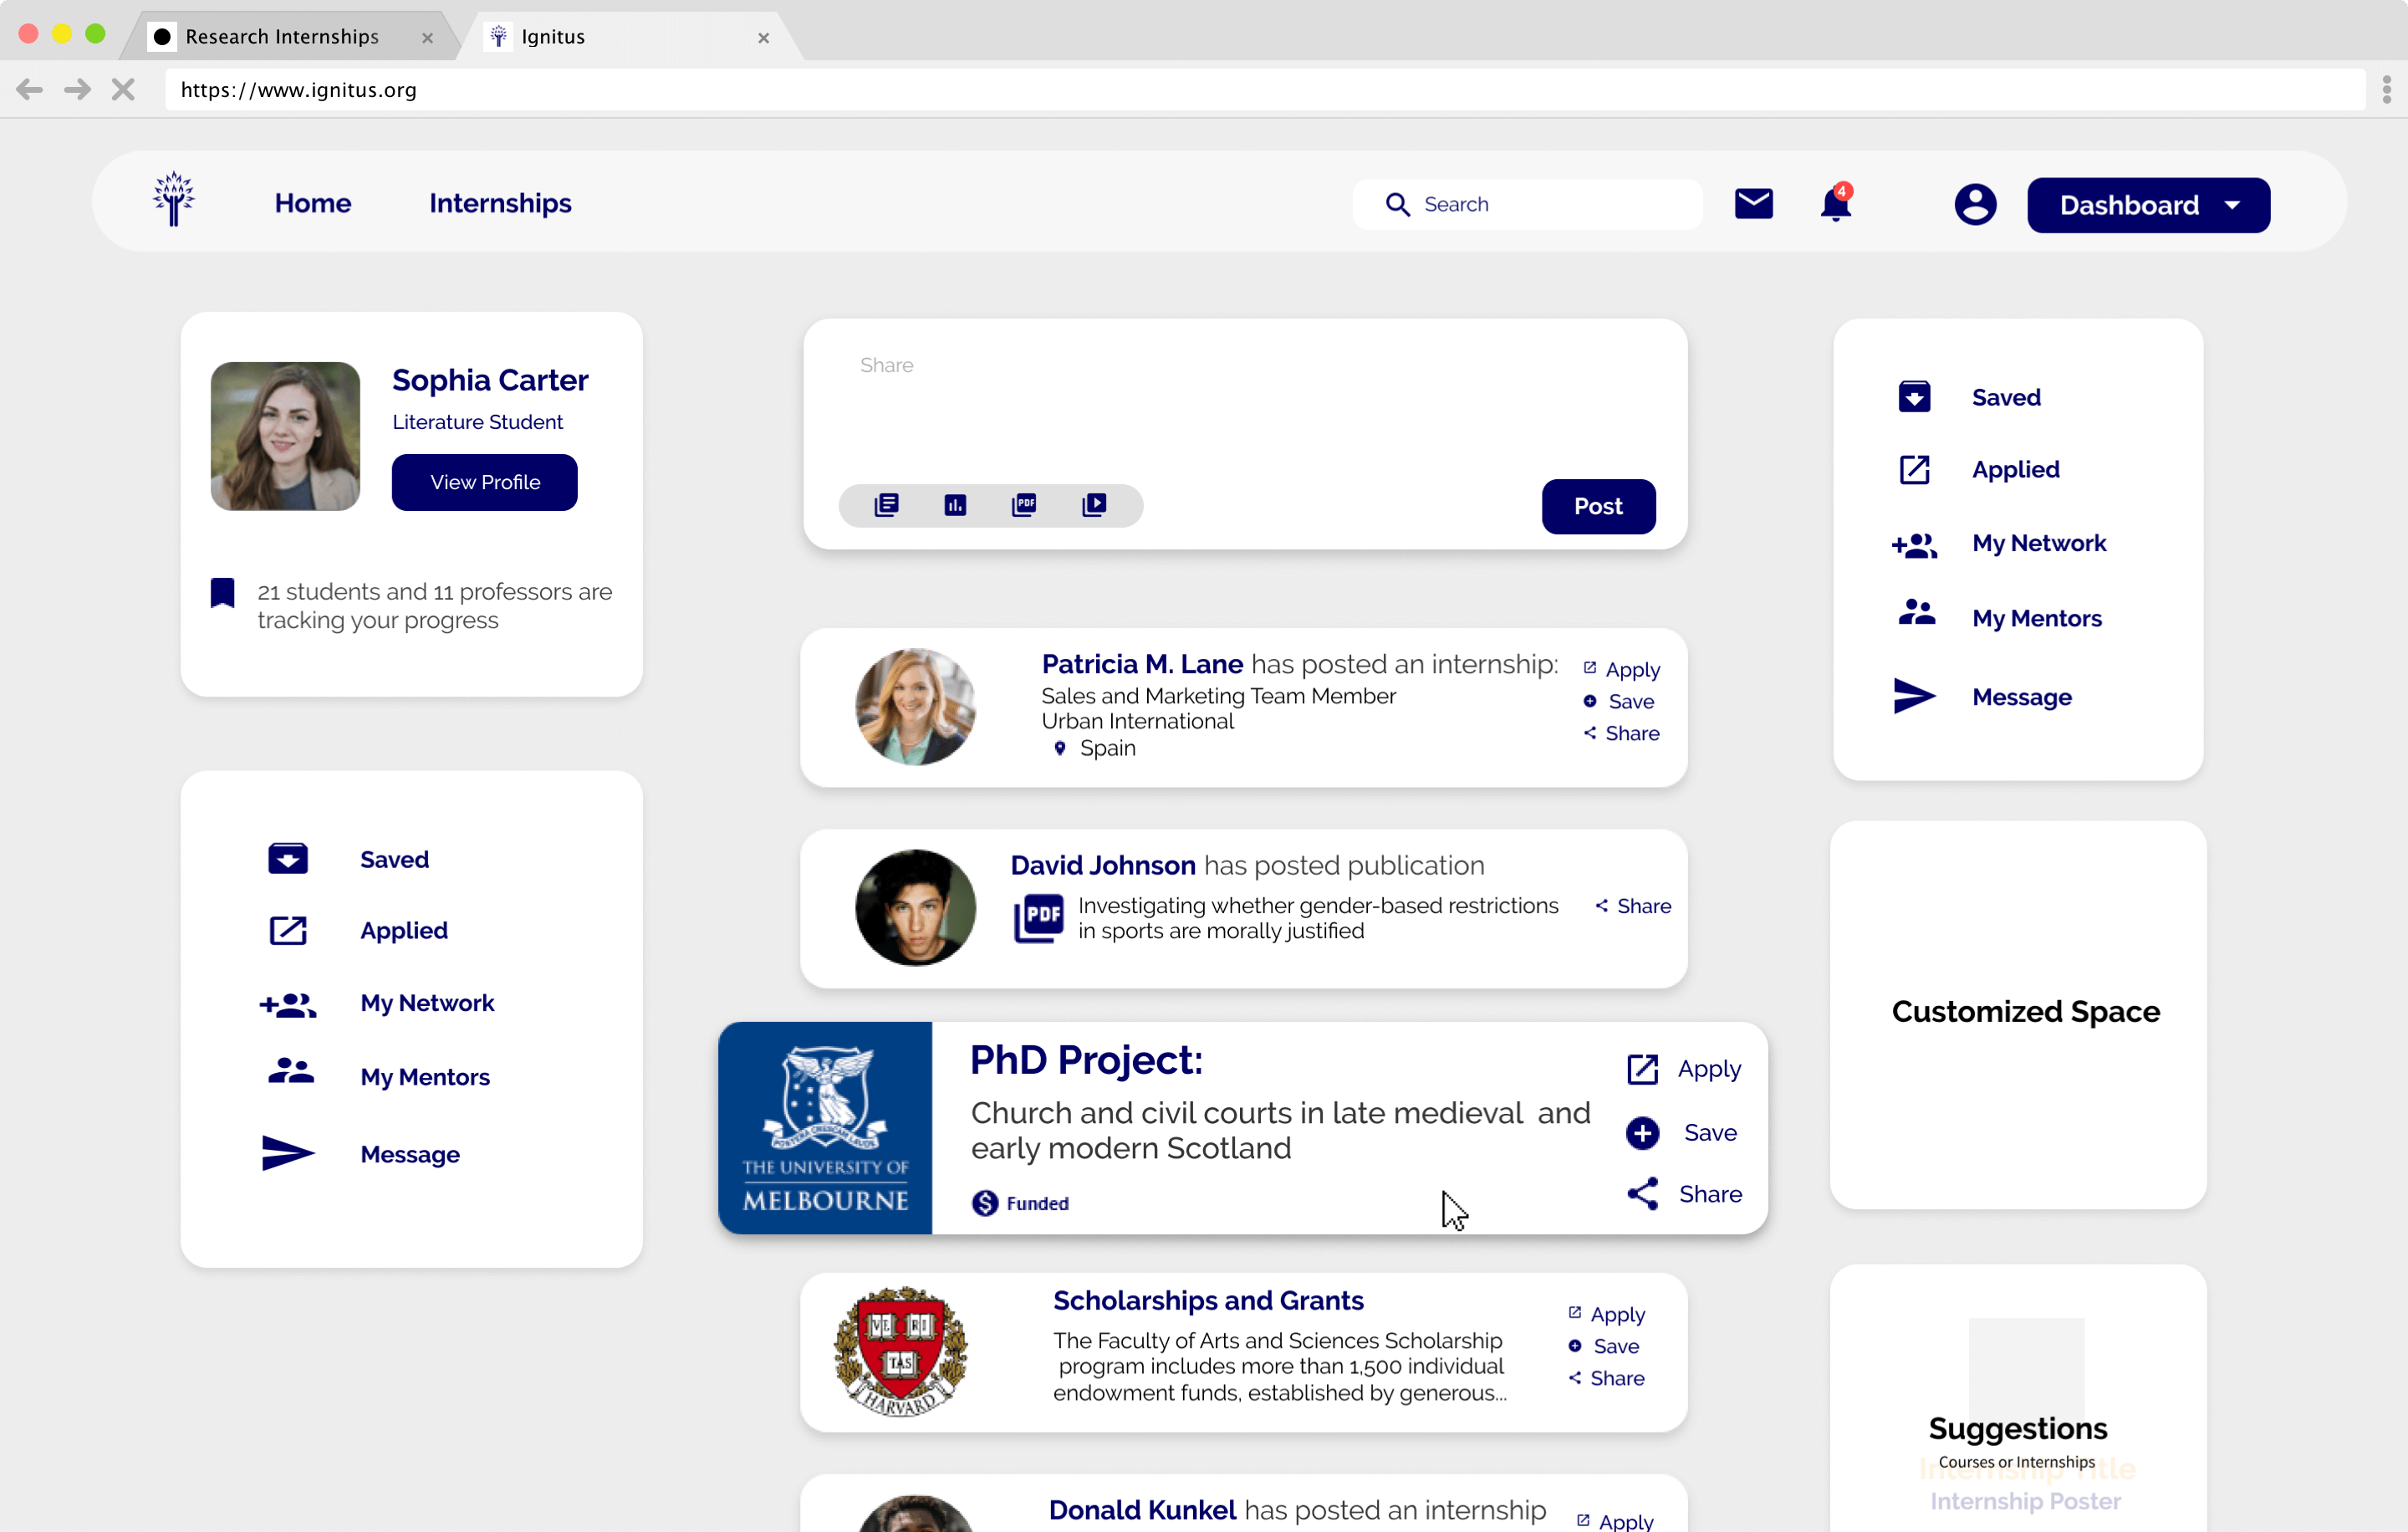 Research Internships
Ignitus
https://www.ignitus.org
Home
Internships
Search
4
Dashboard
Sophia Carter
Literature Student
View Profile
21 students and 11 professors are
tracking your progress
Saved
Applied
My Network
My Mentors
Message
Share
PDF
Post
Patricia M. Lane has posted an internship:
Sales and Marketing Team Member
Urban International
Spain
Apply
Save
Share
David Johnson has posted publication
PDF
Investigating whether gender-based restrictions
in sports are morally justified
Share
THE UNIVERSITY OF
MELBOURNE
PhD Project:
Church and civil courts in late medieval and
early modern Scotland
Funded
Apply
Save
Share
VE RI
TAS
HARVARD
Scholarships and Grants
The Faculty of Arts and Sciences Scholarship
program includes more than 1,500 individual
endowment funds, established by generous...
Apply
Save
Share
Donald Kunkel has posted an internship
Apply
Saved
Applied
My Network
My Mentors
Message
Customized Space
Suggestions
Courses or Internships
Internship Title
Internship Poster